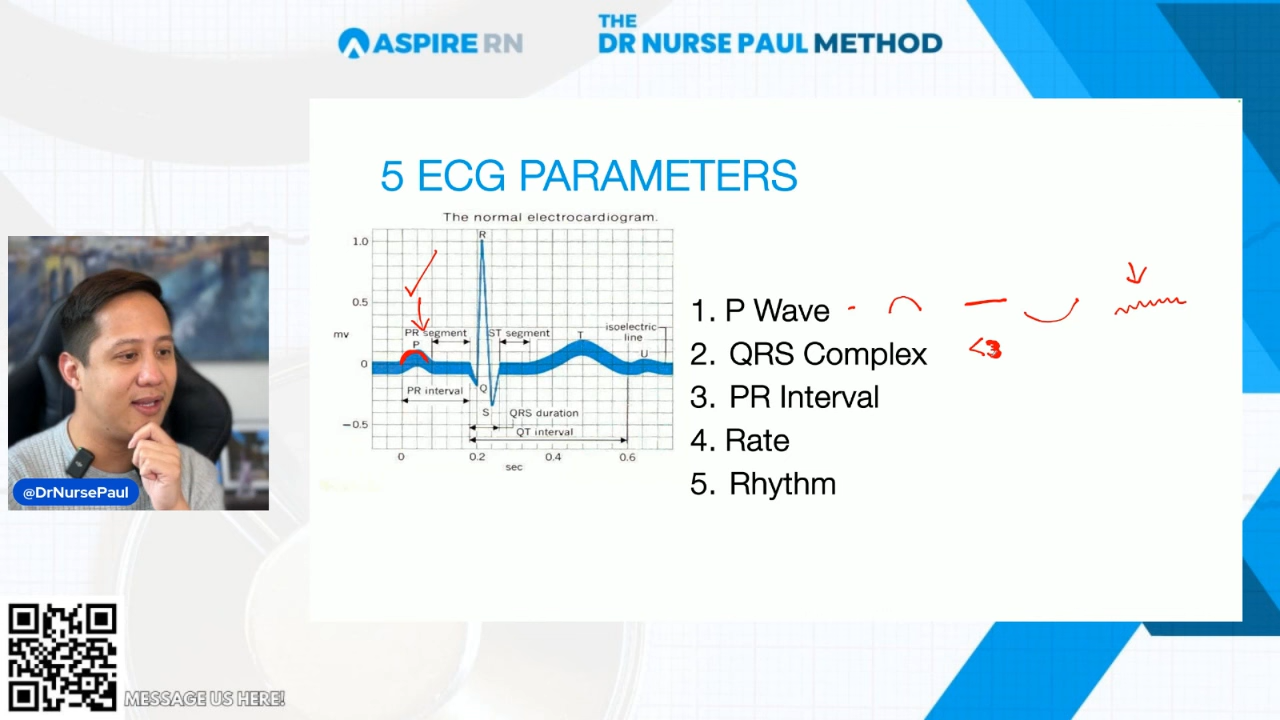 ASPIRE RN
THE
DR NURSE PAUL METHOD
5 ECG PARAMETERS
The normal electrocardiogram.
R
1.0
0.5
mv
0
−0.5
PR segment
ST segment
isoelectric
line
P
T
U
PR interval
Q
S
QRS duration
QT interval
0
0.2
0.4
0.6
sec
1. P Wave -
2. QRS Complex <3
3. PR Interval
4. Rate
5. Rhythm
@DrNursePaul
MESSAGE US HERE!